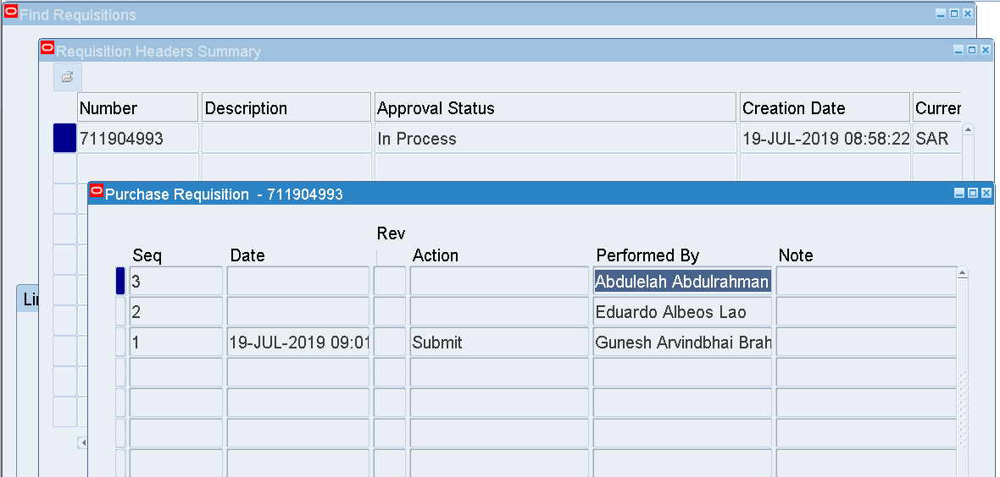 Find Requisitions
Requisition Headers Summary
Number Description Approval Status Creation Date Curren
711904993 In Process 19-JUL-2019 08:58:22 SAR
Purchase Requisition - 711904993
Rev
Seq Date Action Performed By Note
3 Abdulelah Abdulrahman
2 Eduardo Albeos Lao
1 19-JUL-2019 09:01 Submit Gunesh Arvindbhai Brah
Li